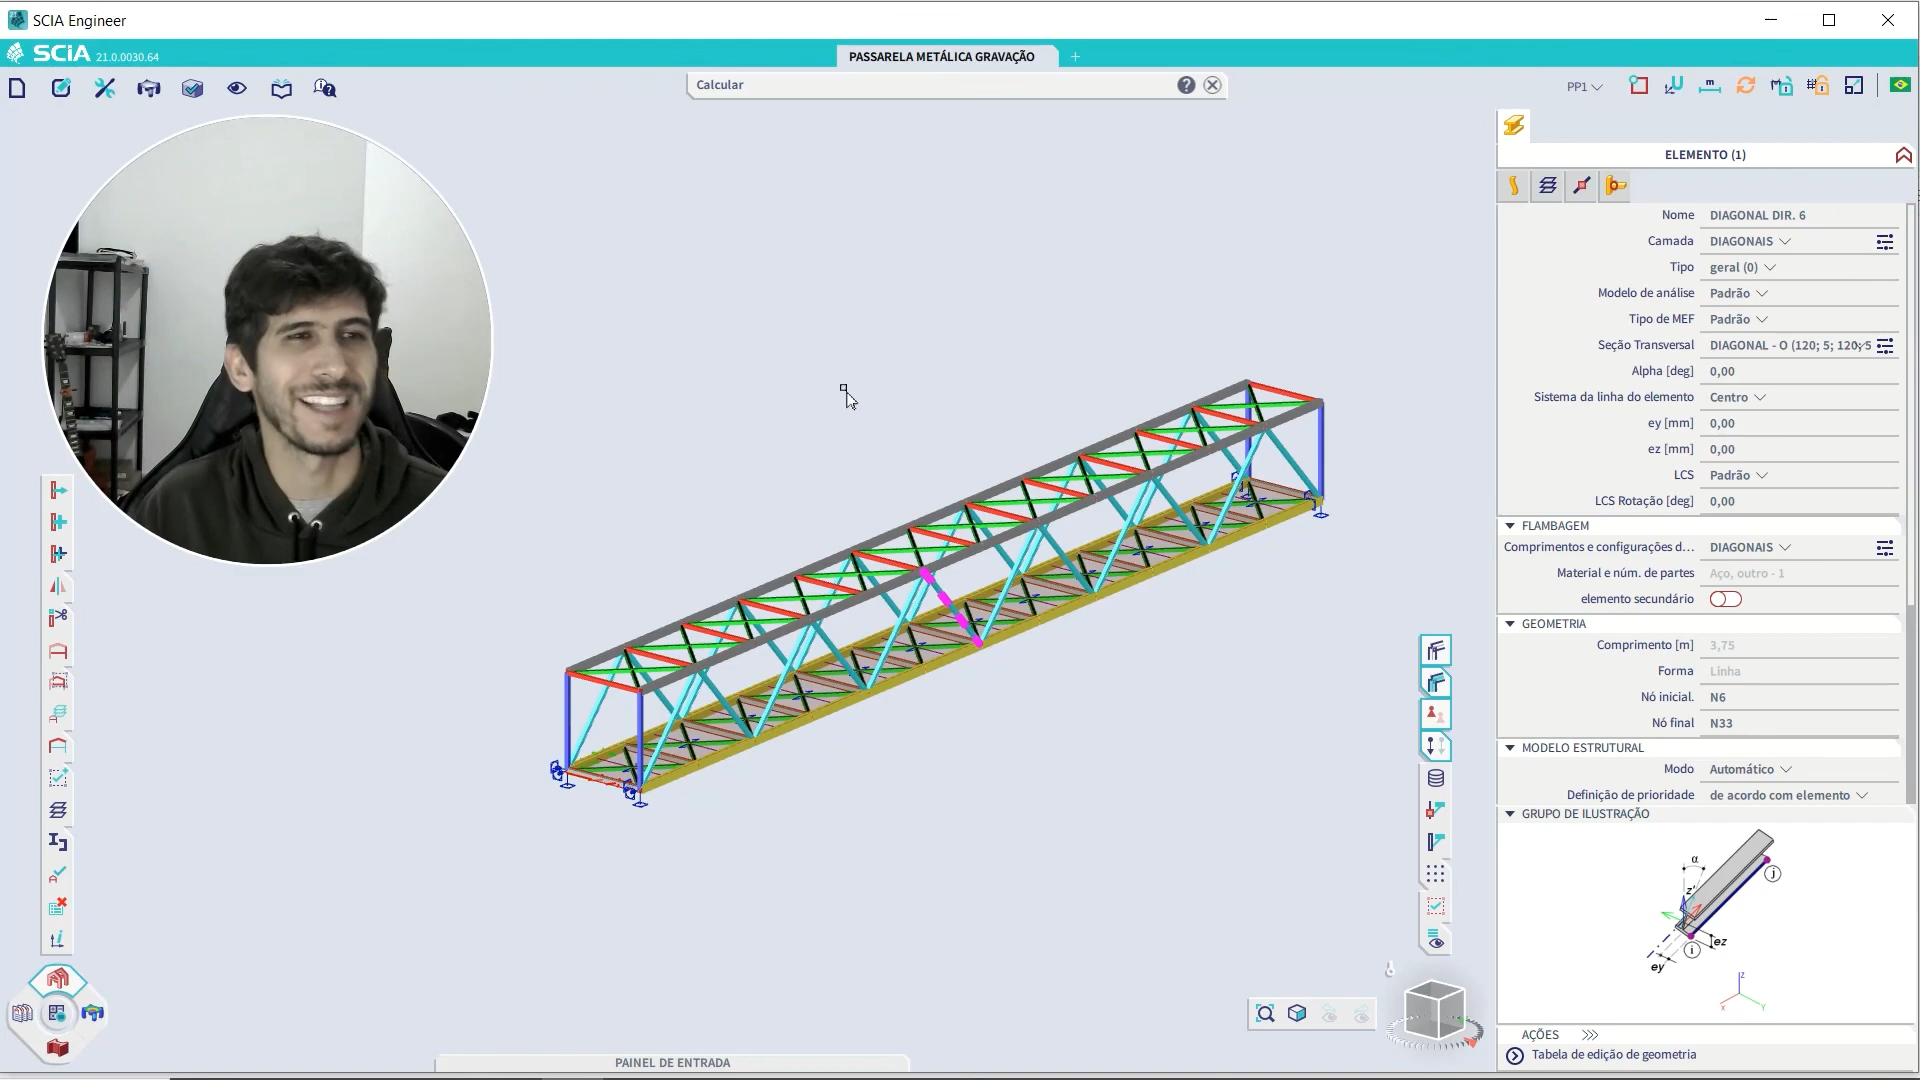 SCIA Engineer
SCiA 21.0.0030.64
PASSARELA METÁLICA GRAVAÇÃO
Calcular
PP1
ELEMENTO (1)
Nome DIAGONAL DIR. 6
Camada DIAGONAIS
Tipo geral (0)
Modelo de análise Padrão
Tipo de MEF Padrão
Seção Transversal DIAGONAL - O (120; 5; 120; 5
Alpha [deg] 0,00
Sistema da linha do elemento Centro
ey [mm] 0,00
ez [mm] 0,00
LCS Padrão
LCS Rotação [deg] 0,00
FLAMBAGEM
Comprimentos e configurações d... DIAGONAIS
Material e núm. de partes Aço, outro - 1
elemento secundário
GEOMETRIA
Comprimento [m] 3,75
Forma Linha
Nó inicial. N6
Nó final N33
MODELO ESTRUTURAL
Modo Automático
Definição de prioridade de acordo com elemento
GRUPO DE ILUSTRAÇÃO
α
j
z'
i
ez
ey
z
x
Y
AÇÕES >>>
Tabela de edição de geometria
PAINEL DE ENTRADA